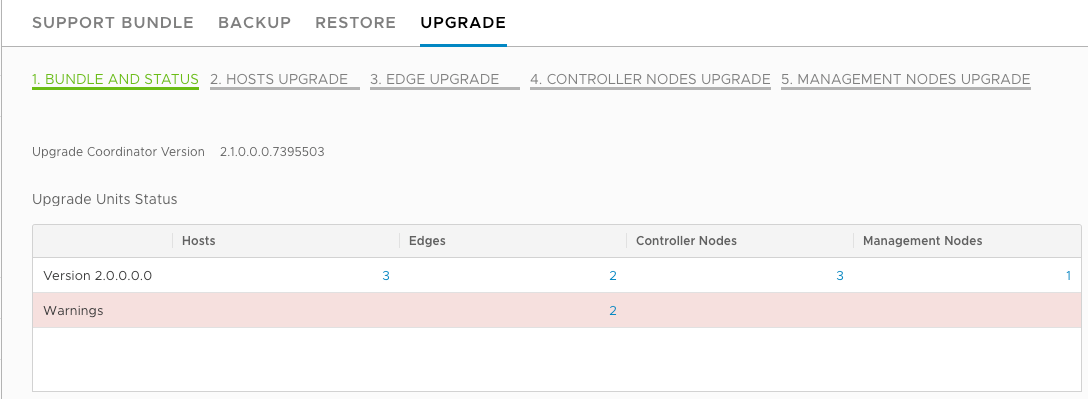 SUPPORT BUNDLE BACKUP RESTORE UPGRADE
1. BUNDLE AND STATUS 2. HOSTS UPGRADE 3. EDGE UPGRADE 4. CONTROLLER NODES UPGRADE 5. MANAGEMENT NODES UPGRADE
Upgrade Coordinator Version 2.1.0.0.0.7395503
Upgrade Units Status
Hosts Edges Controller Nodes Management Nodes
Version 2.0.0.0.0 3 2 3 1
Warnings 2